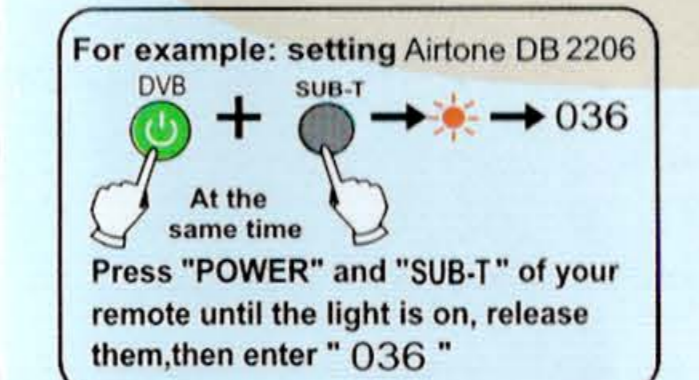 For example: setting Airtone DB 2206
DVB
SUB-T
+
036
At the
same time
Press "POWER" and "SUB-T" of your
remote until the light is on, release
them,then enter " 036 "